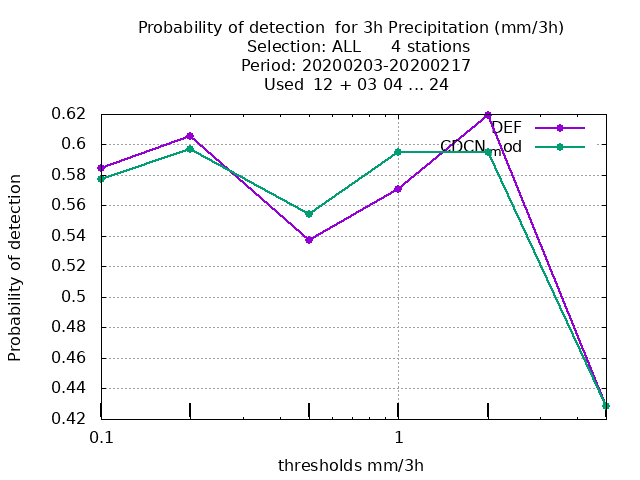 Probability of detection  for 3h Precipitation (mm/3h)
Selection: ALL      4 stations
Period: 20200203-20200217
Used  12 + 03 04 ... 24
DEF
CDCN_mod
Probability of detection
0.62
0.6
0.58
0.56
0.54
0.52
0.5
0.48
0.46
0.44
0.42
0.1
1
thresholds mm/3h